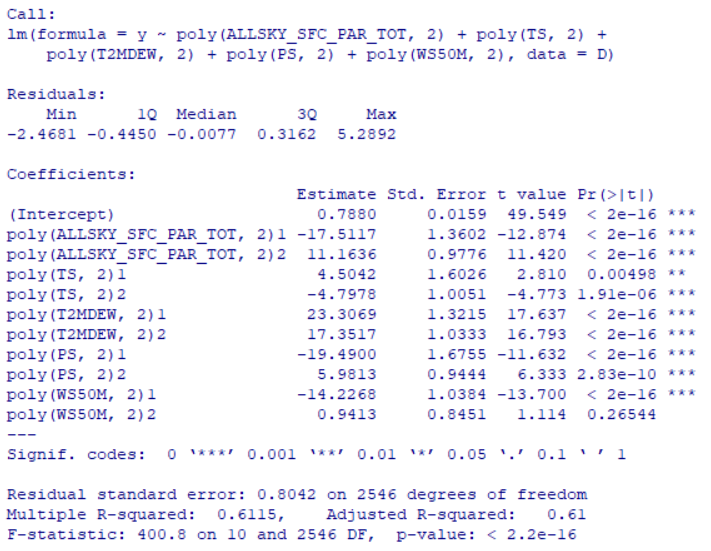 Call:
lm(formula = y ~ poly(ALLSKY_SFC_PAR_TOT, 2) + poly(TS, 2) +
    poly(T2MDEW, 2) + poly(PS, 2) + poly(WS50M, 2), data = D)

Residuals:
    Min      1Q  Median      3Q     Max
-2.4681 -0.4450 -0.0077  0.3162  5.2892

Coefficients:
                             Estimate Std. Error t value Pr(>|t|)
(Intercept)                    0.7880     0.0159  49.549  < 2e-16 ***
poly(ALLSKY_SFC_PAR_TOT, 2)1 -17.5117     1.3602 -12.874  < 2e-16 ***
poly(ALLSKY_SFC_PAR_TOT, 2)2  11.1636     0.9776  11.420  < 2e-16 ***
poly(TS, 2)1                   4.5042     1.6026   2.810  0.00498 **
poly(TS, 2)2                  -4.7978     1.0051  -4.773 1.91e-06 ***
poly(T2MDEW, 2)1              23.3069     1.3215  17.637  < 2e-16 ***
poly(T2MDEW, 2)2              17.3517     1.0333  16.793  < 2e-16 ***
poly(PS, 2)1                 -19.4900     1.6755 -11.632  < 2e-16 ***
poly(PS, 2)2                   5.9813     0.9444   6.333 2.83e-10 ***
poly(WS50M, 2)1              -14.2268     1.0384 -13.700  < 2e-16 ***
poly(WS50M, 2)2                0.9413     0.8451   1.114  0.26544
---
Signif. codes:  0 ‘***’ 0.001 ‘**’ 0.01 ‘*’ 0.05 ‘.’ 0.1 ‘ ’ 1

Residual standard error: 0.8042 on 2546 degrees of freedom
Multiple R-squared:  0.6115,    Adjusted R-squared:   0.61
F-statistic: 400.8 on 10 and 2546 DF,  p-value: < 2.2e-16